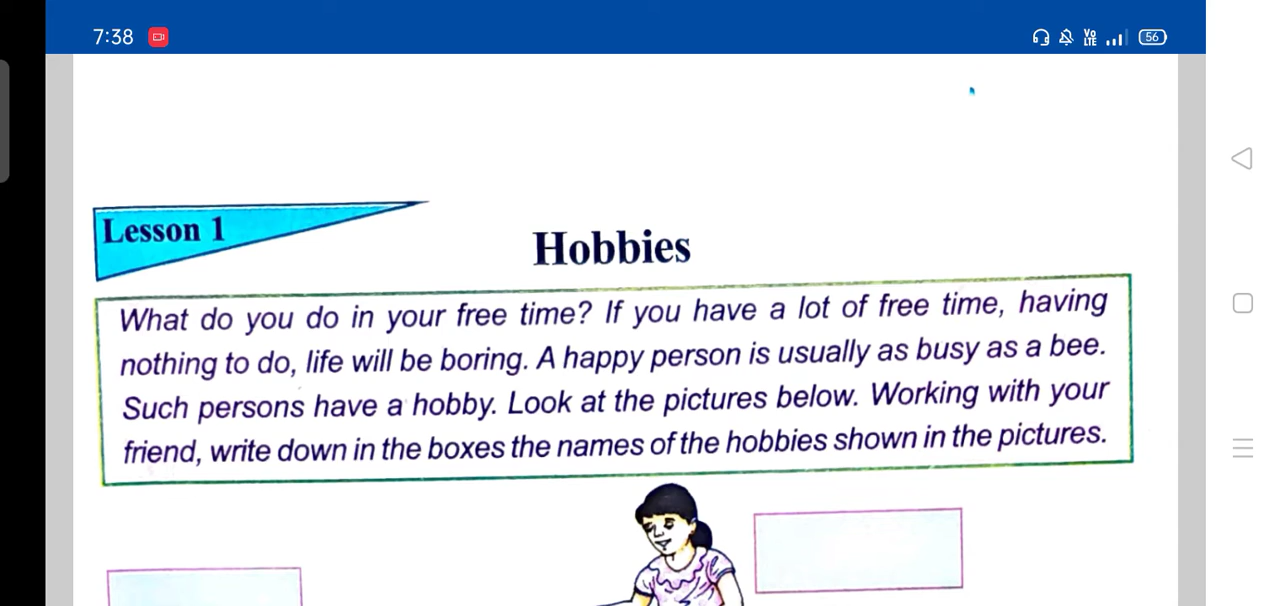 7:38
Vo
LTE
56
Lesson 1
Hobbies
What do you do in your free time? If you have a lot of free time, having
nothing to do, life will be boring. A happy person is usually as busy as a bee.
Such persons have a hobby. Look at the pictures below. Working with your
friend, write down in the boxes the names of the hobbies shown in the pictures.